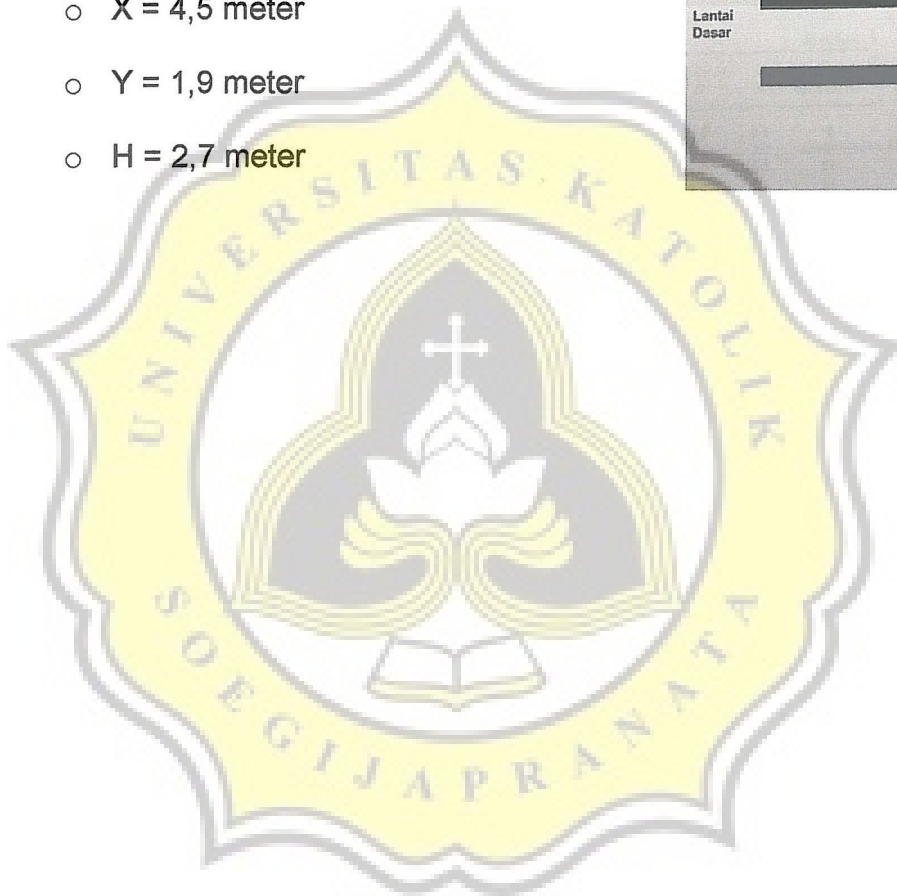 ○ X = 4,5 meter
○ Y = 1,9 meter
○ H = 2,7 meter
Lantai
Dasar
UNIVERSITAS KATOLIK
SOEGIJAPRANATA